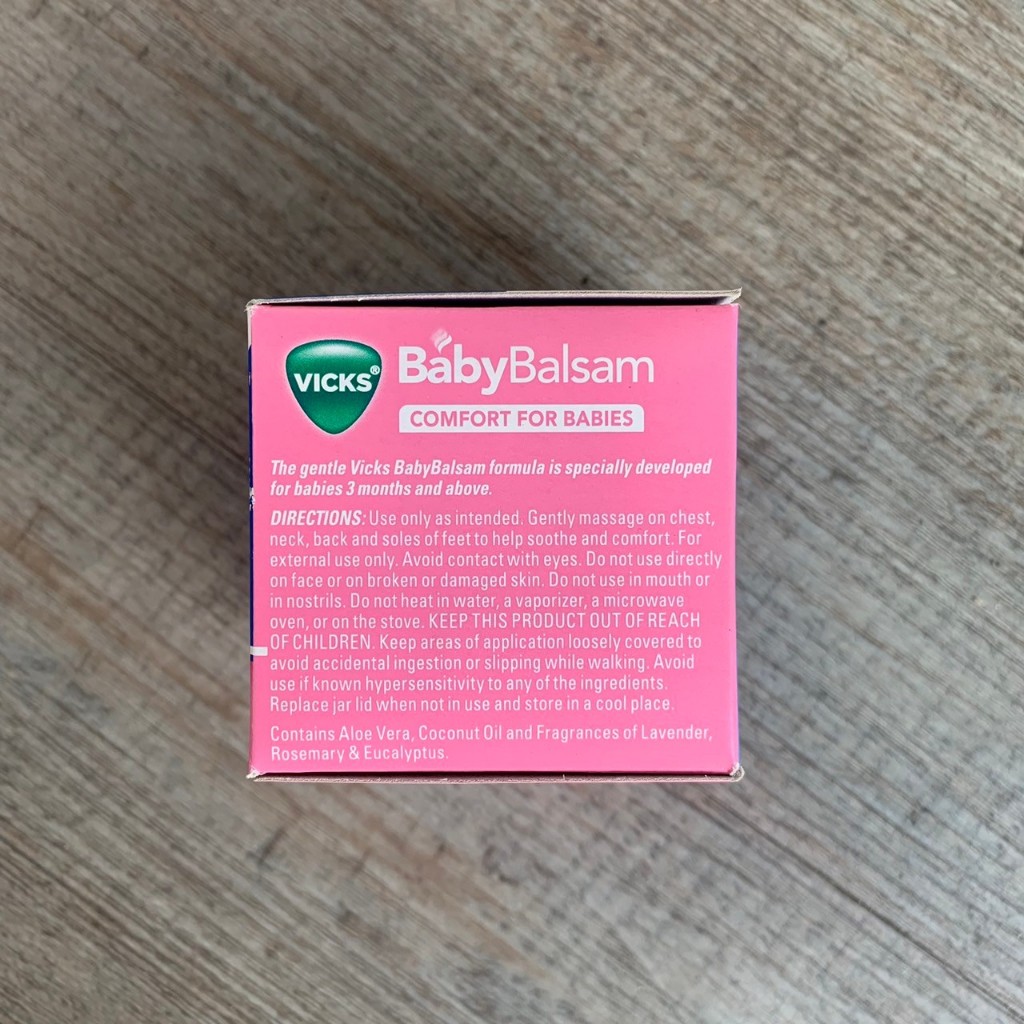 VICKS®
BabyBalsam
COMFORT FOR BABIES
The gentle Vicks BabyBalsam formula is specially developed
for babies 3 months and above.
DIRECTIONS: Use only as intended. Gently massage on chest,
neck, back and soles of feet to help soothe and comfort. For
external use only. Avoid contact with eyes. Do not use directly
on face or on broken or damaged skin. Do not use in mouth or
in nostrils. Do not heat in water, a vaporizer, a microwave
oven, or on the stove. KEEP THIS PRODUCT OUT OF REACH
OF CHILDREN. Keep areas of application loosely covered to
avoid accidental ingestion or slipping while walking. Avoid
use if known hypersensitivity to any of the ingredients.
Replace jar lid when not in use and store in a cool place.
Contains Aloe Vera, Coconut Oil and Fragrances of Lavender,
Rosemary & Eucalyptus.